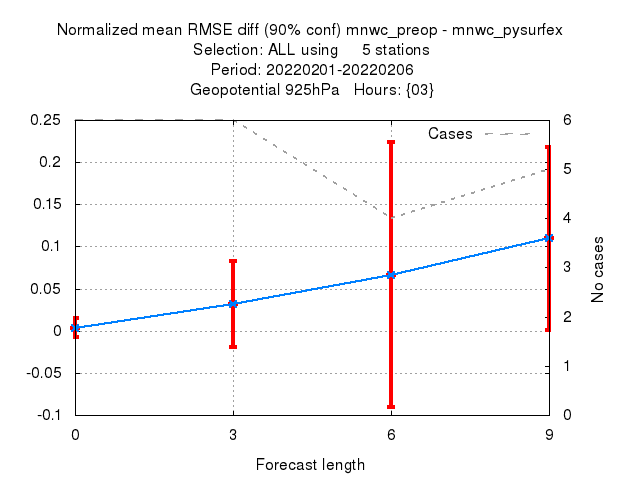 Normalized mean RMSE diff (90% conf) mnwc_preop - mnwc_pysurfex
Selection: ALL using 5 stations
Period: 20220201-20220206
Geopotential 925hPa Hours: {03}
Cases
0.25
0.2
0.15
0.1
0.05
0
-0.05
-0.1
6
5
4
3
2
1
0
No cases
0 3 6 9
Forecast length